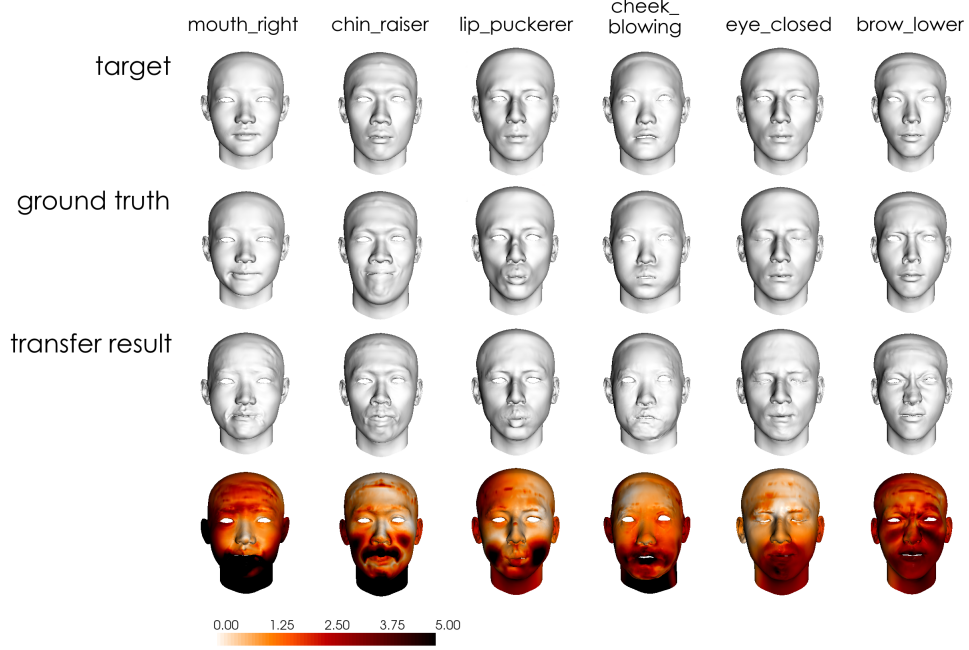 mouth_right chin_raiser lip_puckerer cheek_
blowing eye_closed brow_lower
target
ground truth
transfer result
0.00 1.25 2.50 3.75 5.00